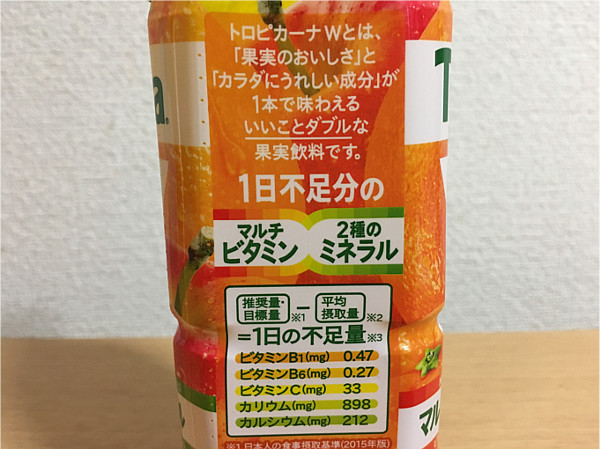 トロピカーナWとは、
「果実のおいしさ」と
「カラダにうれしい成分」が
1本で味わえる
いいことダブルな
果実飲料です。
1日不足分の
マルチ
ビタミン
2種の
ミネラル
推奨量・
目標量
※1
−
平均
摂取量
※2
=1日の不足量※3
ビタミンB1(mg) 0.47
ビタミンB6(mg) 0.27
ビタミンC(mg) 33
カリウム(mg) 898
カルシウム(mg) 212
※1 日本人の食事摂取基準(2015年版)
a
T
マル